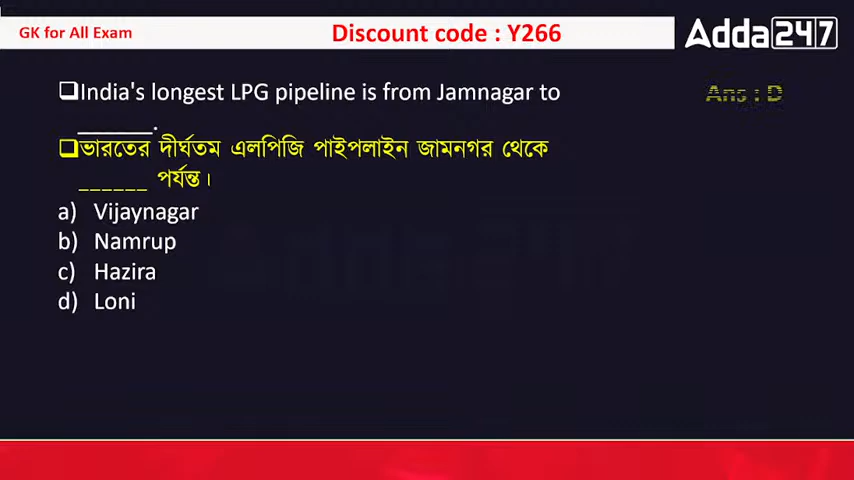 GK for All Exam
Discount code : Y266
Adda247
❑India's longest LPG pipeline is from Jamnagar to
______.
Ans : D
❑ভারতের দীর্ঘতম এলপিজি পাইপলাইন জামনগর থেকে
______ পর্যন্ত।
a) Vijaynagar
b) Namrup
c) Hazira
d) Loni